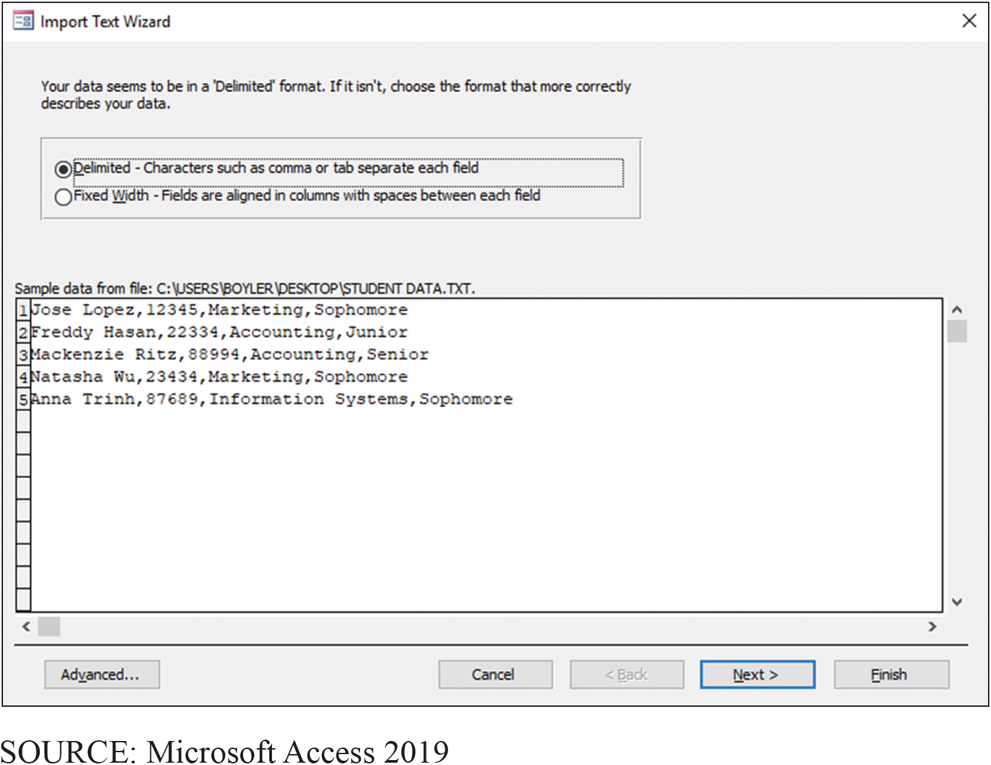 Import Text Wizard
Your data seems to be in a 'Delimited' format. If it isn't, choose the format that more correctly
describes your data.
Delimited - Characters such as comma or tab separate each field
Fixed Width - Fields are aligned in columns with spaces between each field
Sample data from file: C:\USERS\BOYLER\DESKTOP\STUDENT DATA.TXT.
1 Jose Lopez,12345,Marketing,Sophomore
2 Freddy Hasan,22334,Accounting,Junior
3 Mackenzie Ritz,88994,Accounting,Senior
4 Natasha Wu,23434,Marketing,Sophomore
5 Anna Trinh,87689,Information Systems,Sophomore
Advanced... Cancel < Back Next > Finish
SOURCE: Microsoft Access 2019